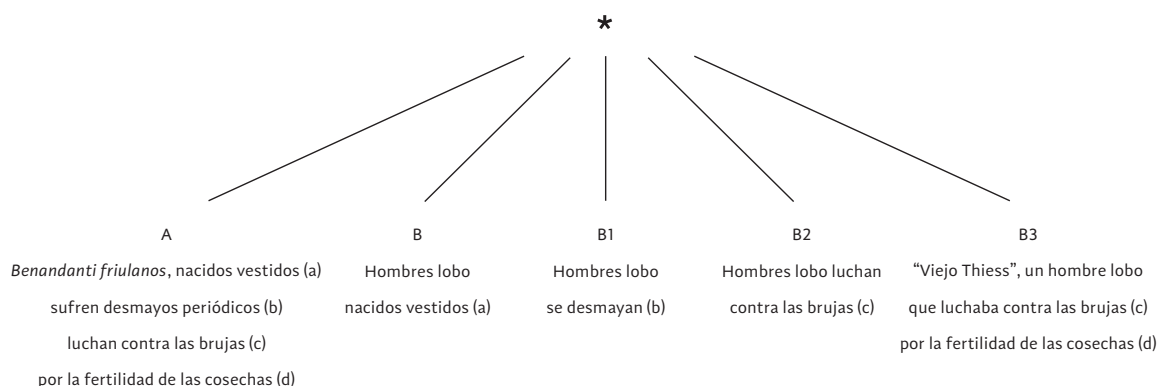 *
A
Benandanti friulanos, nacidos vestidos (a)
sufren desmayos periódicos (b)
luchan contra las brujas (c)
por la fertilidad de las cosechas (d)
B
Hombres lobo
nacidos vestidos (a)
B1
Hombres lobo
se desmayan (b)
B2
Hombres lobo luchan
contra las brujas (c)
B3
“Viejo Thiess”, un hombre lobo
que luchaba contra las brujas (c)
por la fertilidad de las cosechas (d)